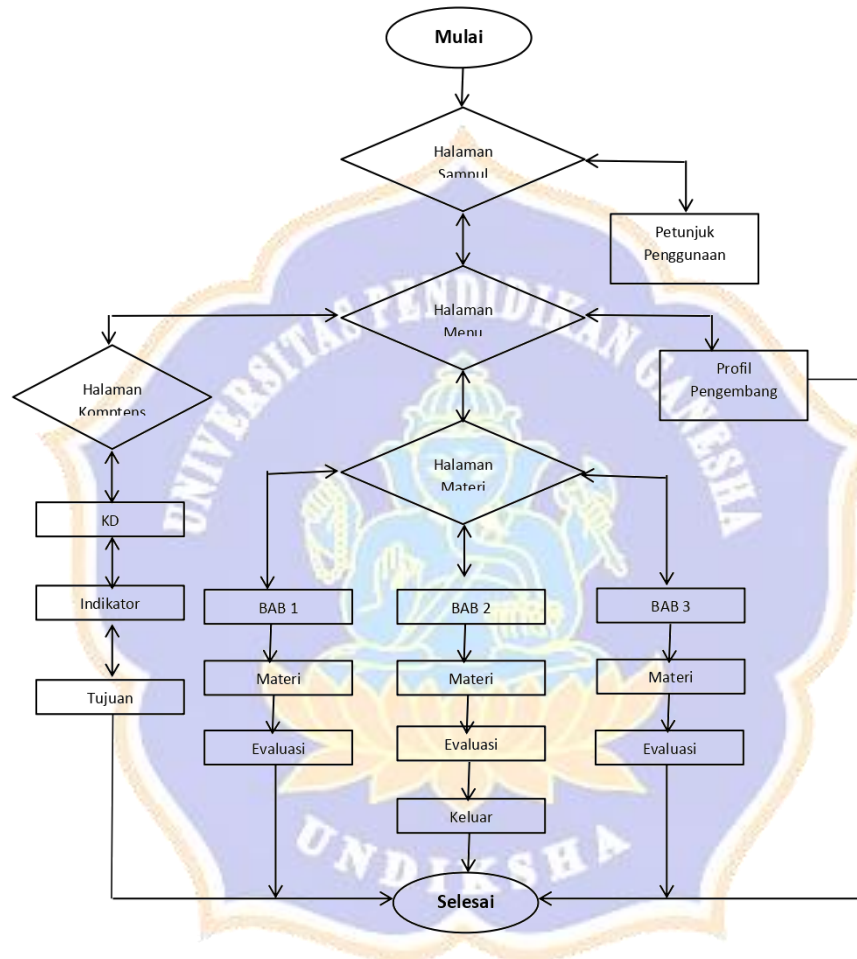 Mulai
Halaman
Sampul
Petunjuk
Penggunaan
Halaman
Menu
Profil
Pengembang
Halaman
Komptens
Halaman
Materi
KD
Indikator
Tujuan
BAB 1
BAB 2
BAB 3
Materi
Materi
Materi
Evaluasi
Evaluasi
Evaluasi
Keluar
Selesai
UNIVERSITAS PENDIDIKAN GANESHA
UNDIKSHA